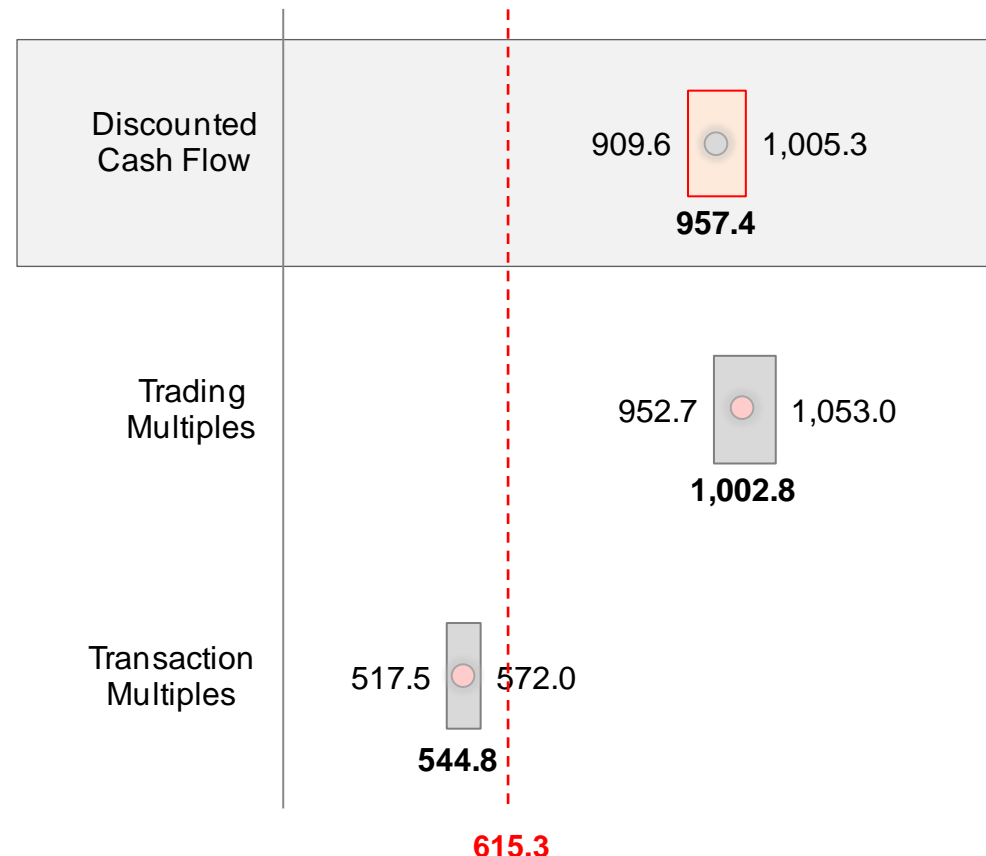 Discounted
Cash Flow
909.6
1,005.3
957.4
Trading
Multiples
952.7
1,053.0
1,002.8
Transaction
Multiples
517.5
572.0
544.8
615.3